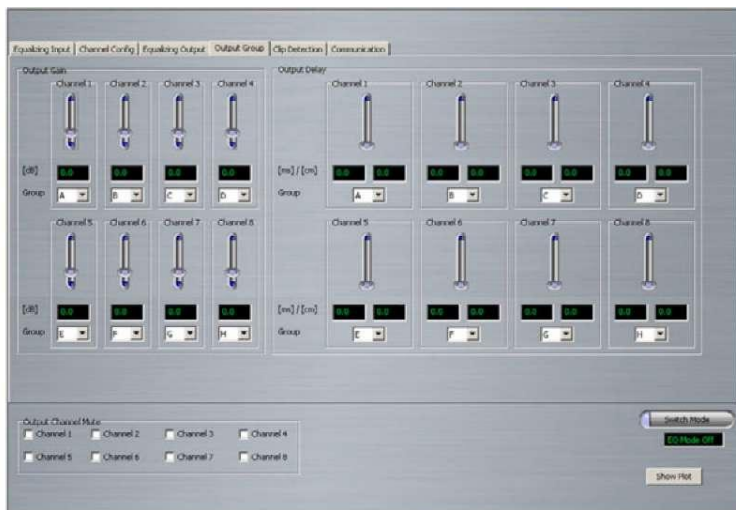 Equalizing Input Channel Config Equalizing Output Output Group Clip Detection Communication
Output Gain Output Delay
Channel 1 Channel 2 Channel 3 Channel 4 Channel 1 Channel 2 Channel 3 Channel 4
[dB] 0.0 0.0 0.0 0.0 [ms]/[cm] 0.0 0.0 0.0 0.0 0.0 0.0 0.0 0.0
Group A B C D Group A B C D
Channel 5 Channel 6 Channel 7 Channel 8 Channel 5 Channel 6 Channel 7 Channel 8
[dB] 0.0 0.0 0.0 0.0 [ms]/[cm] 0.0 0.0 0.0 0.0 0.0 0.0 0.0 0.0
Group E F G H Group E F G H
Output Channel Mute
Channel 1 Channel 2 Channel 3 Channel 4
Channel 5 Channel 6 Channel 7 Channel 8
Switch Mode
EQ Mode Off
Show Plot